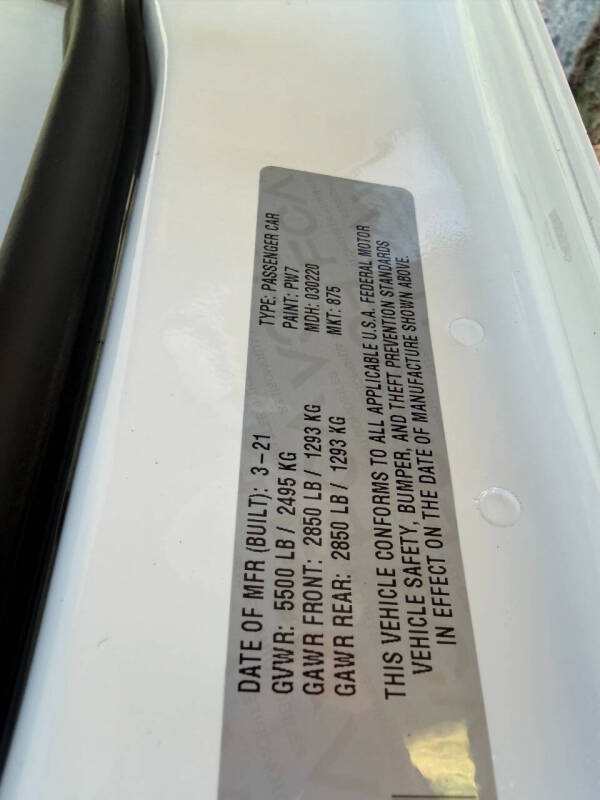 DATE OF MFR (BUILT): 3-21 TYPE: PASSENGER CAR
GVWR: 5500 LB / 2495 KG PAINT: PW7
GAWR FRONT: 2850 LB / 1293 KG MDH: 030220
GAWR REAR: 2850 LB / 1293 KG MKT: 875
THIS VEHICLE CONFORMS TO ALL APPLICABLE U.S.A. FEDERAL MOTOR
VEHICLE SAFETY, BUMPER, AND THEFT PREVENTION STANDARDS
IN EFFECT ON THE DATE OF MANUFACTURE SHOWN ABOVE.